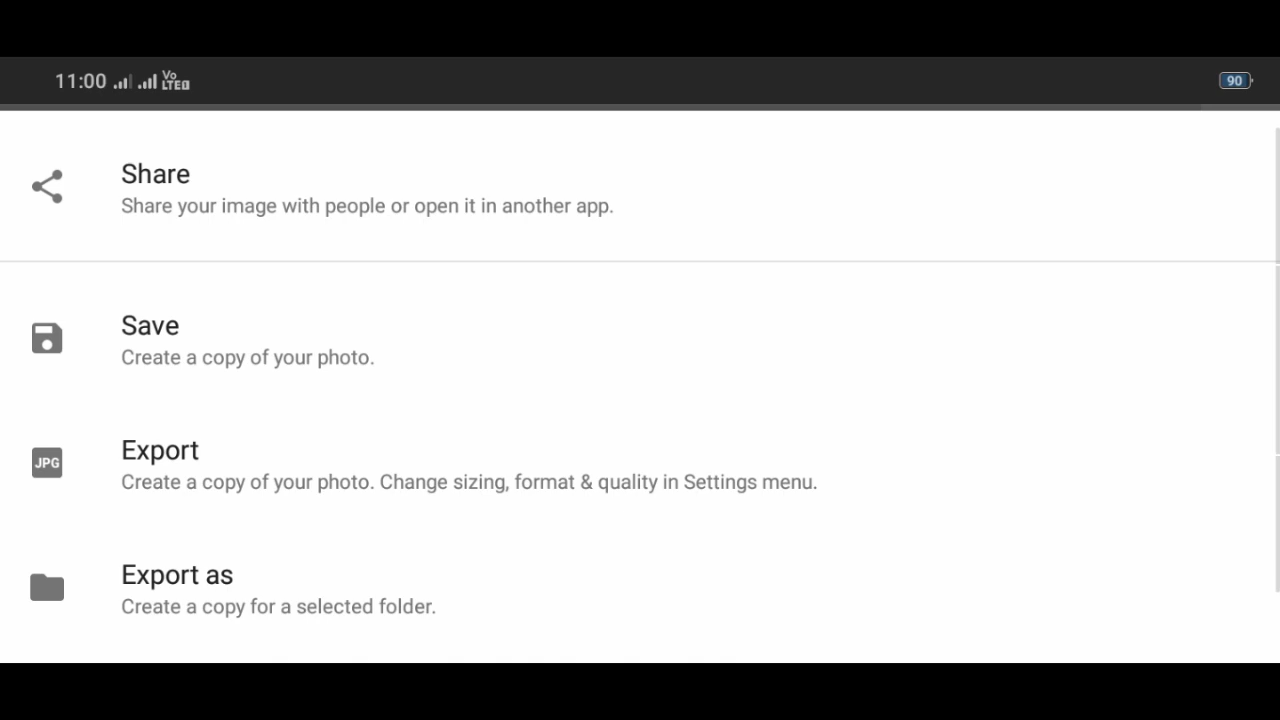 11:00 Vo LTE 90
Share
Share your image with people or open it in another app.
Save
Create a copy of your photo.
JPG
Export
Create a copy of your photo. Change sizing, format & quality in Settings menu.
Export as
Create a copy for a selected folder.